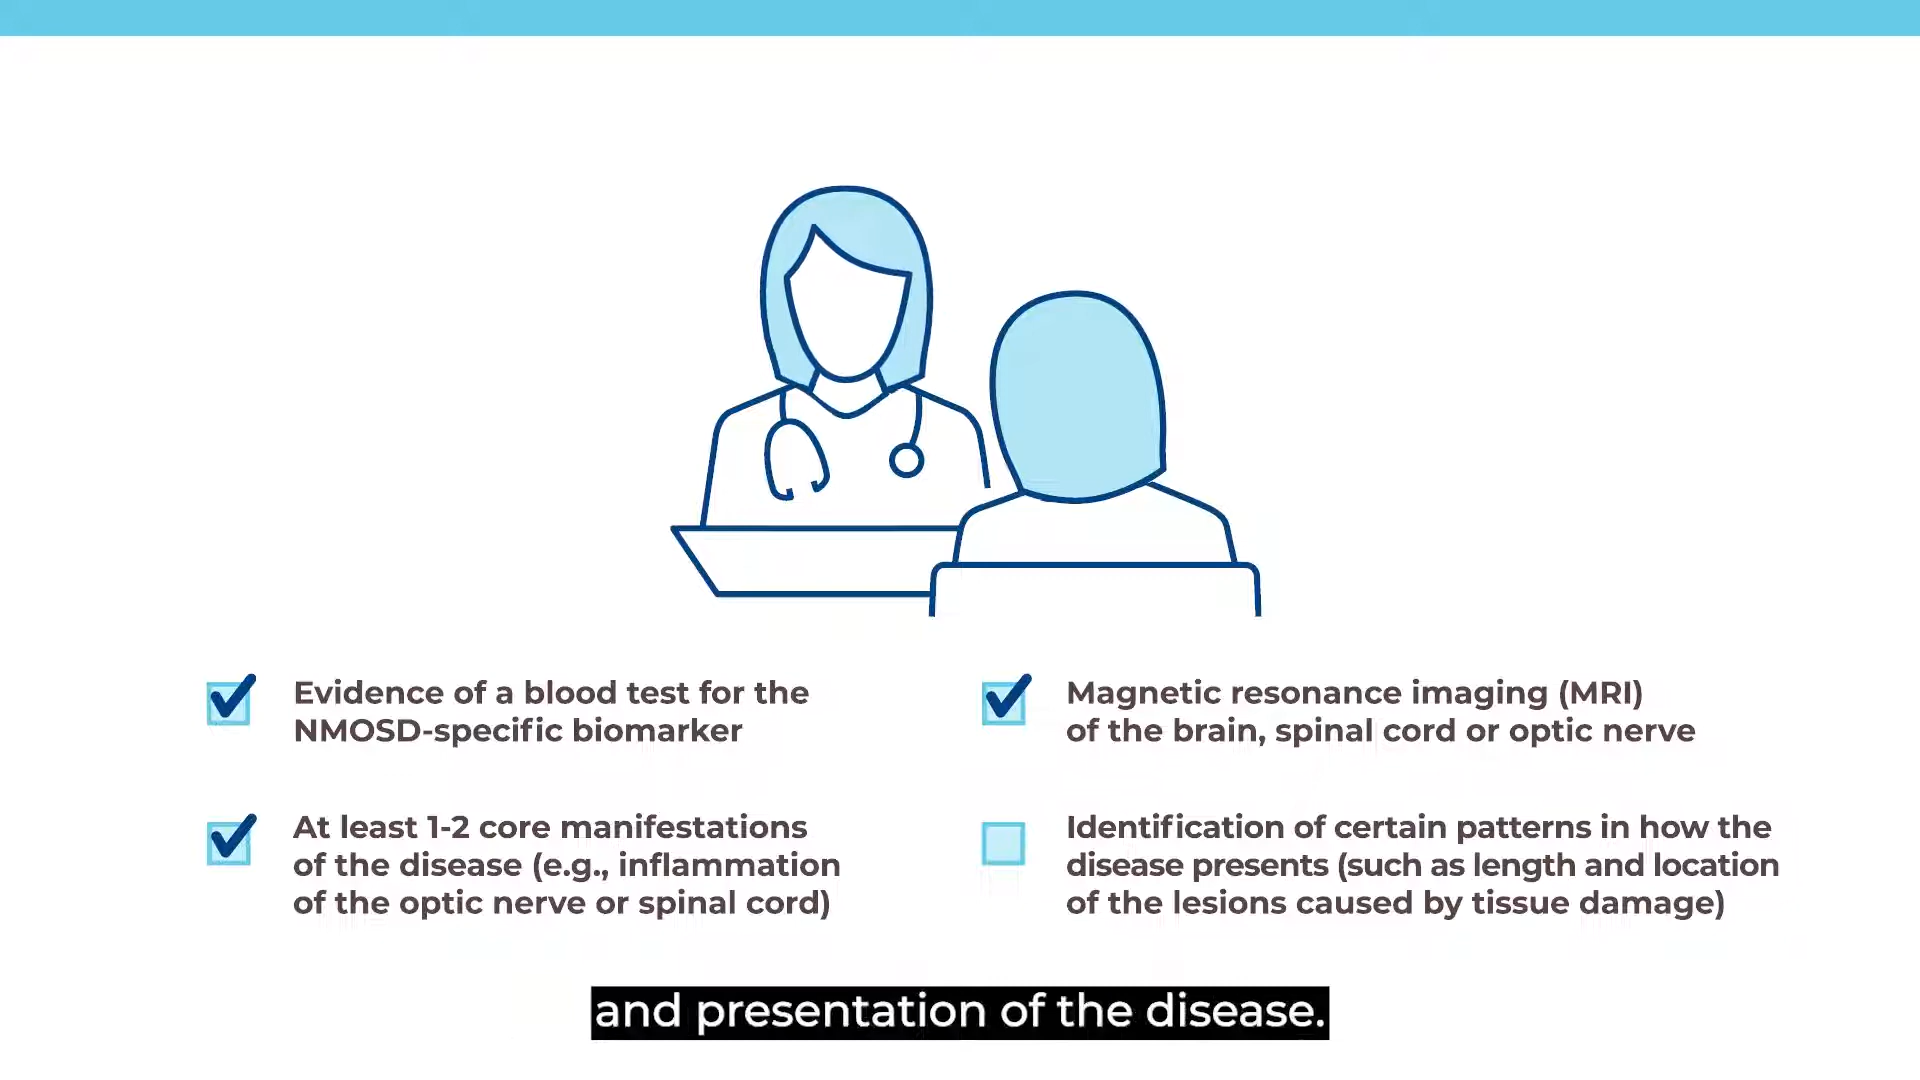 Evidence of a blood test for the
NMOSD-specific biomarker
Magnetic resonance imaging (MRI)
of the brain, spinal cord or optic nerve
At least 1-2 core manifestations
of the disease (e.g., inflammation
of the optic nerve or spinal cord)
Identification of certain patterns in how the
disease presents (such as length and location
of the lesions caused by tissue damage)
and presentation of the disease.